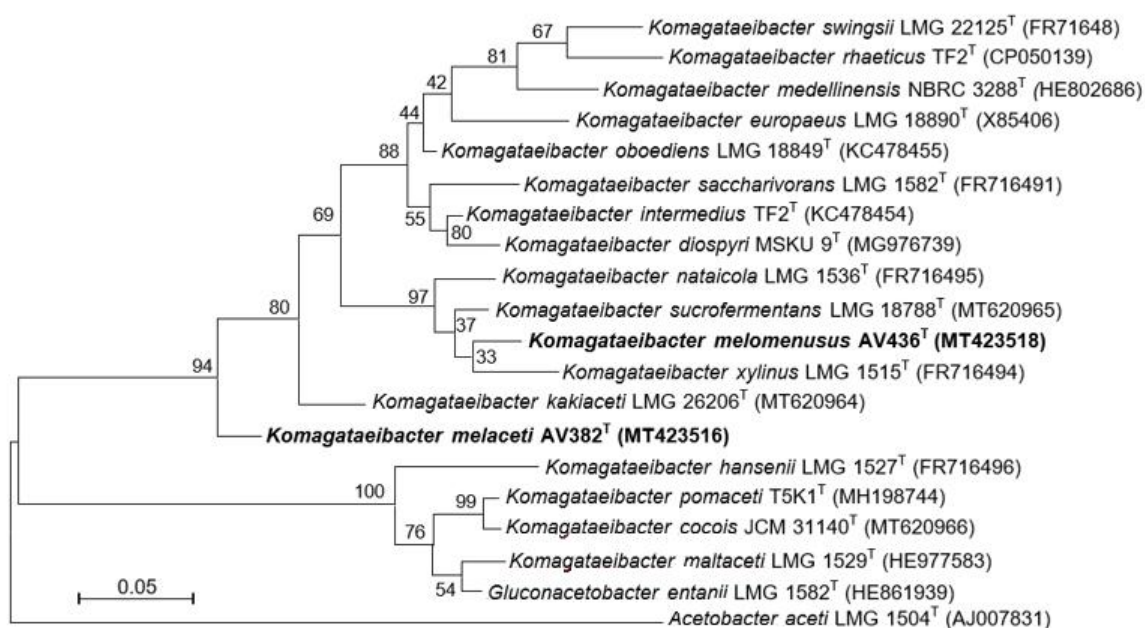 67 Komagataeibacter swingsii LMG 22125T (FR71648)
81 Komagataeibacter rhaeticus TF2T (CP050139)
42 Komagataeibacter medellinensis NBRC 3288T (HE802686)
44 Komagataeibacter europaeus LMG 18890T (X85406)
88 Komagataeibacter oboediens LMG 18849T (KC478455)
Komagataeibacter saccharivorans LMG 1582T (FR716491)
69 55 Komagataeibacter intermedius TF2T (KC478454)
80 Komagataeibacter diospyri MSKU 9T (MG976739)
97 Komagataeibacter nataicola LMG 1536T (FR716495)
80 37 Komagataeibacter sucrofermentans LMG 18788T (MT620965)
33 Komagataeibacter melomenusus AV436T (MT423518)
94 Komagataeibacter xylinus LMG 1515T (FR716494)
Komagataeibacter kakiaceti LMG 26206T (MT620964)
Komagataeibacter melaceti AV382T (MT423516)
Komagataeibacter hansenii LMG 1527T (FR716496)
100 99 Komagataeibacter pomaceti T5K1T (MH198744)
76 Komagataeibacter cocois JCM 31140T (MT620966)
Komagataeibacter maltaceti LMG 1529T (HE977583)
0.05 54 Gluconacetobacter entanii LMG 1582T (HE861939)
Acetobacter aceti LMG 1504T (AJ007831)